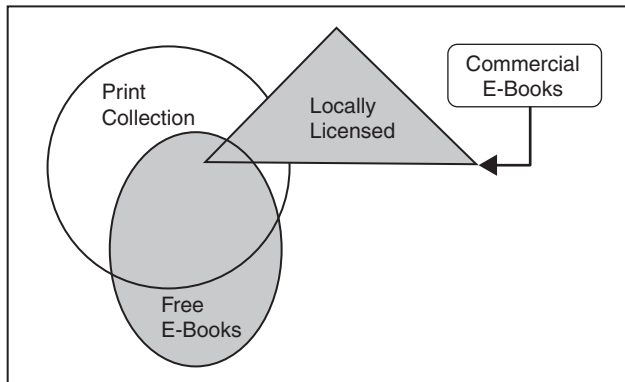 Print
Collection
Locally
Licensed
Commercial
E-Books
Free
E-Books